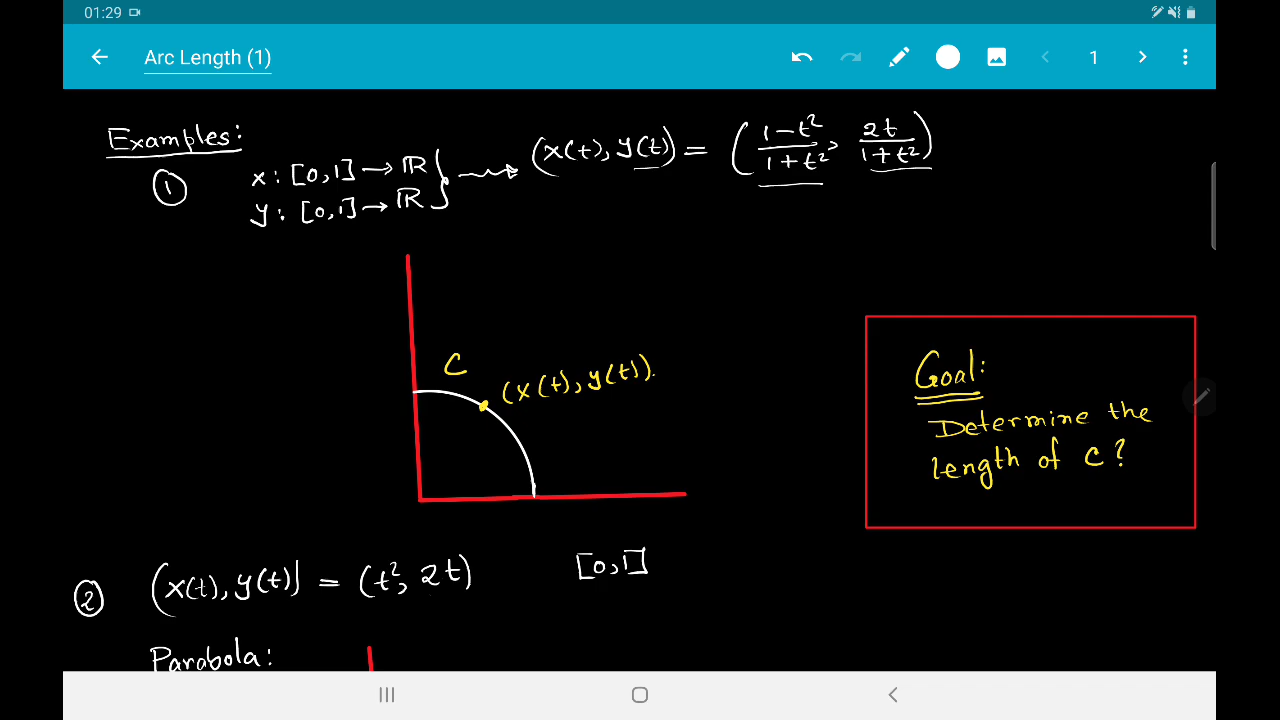 01:29
Arc Length (1)
1
Examples:
① x : [0,1] → ℝ
y : [0,1] → ℝ } ⇝ (x(t), y(t)) = ( (1-t²)/(1+t²), 2t/(1+t²) )
C
(x(t), y(t)).
Goal:
Determine the
length of C?
② (x(t), y(t)) = (t², 2t) [0,1]
Parabola: